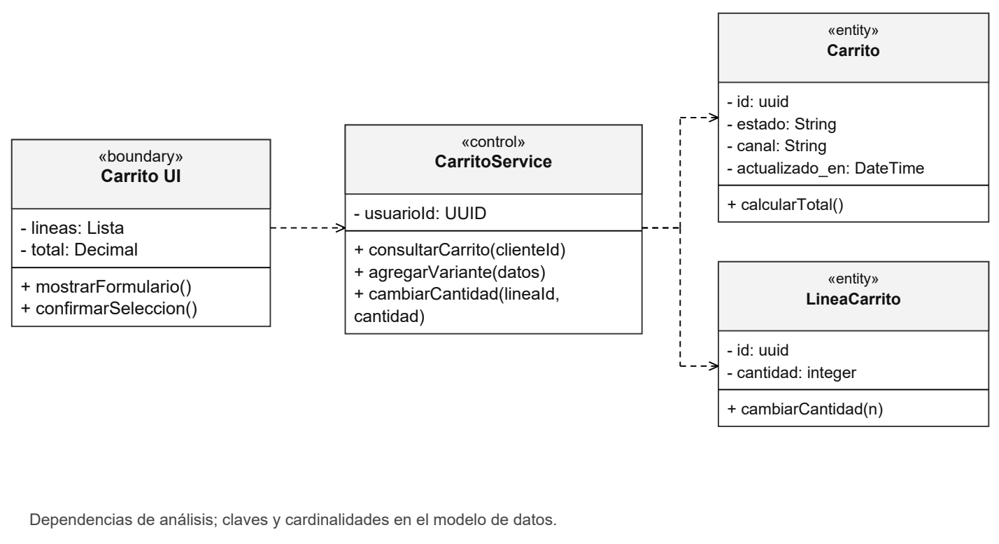 «boundary»
Carrito UI
- lineas: Lista
- total: Decimal
+ mostrarFormulario()
+ confirmarSeleccion()
«control»
CarritoService
- usuarioId: UUID
+ consultarCarrito(clienteId)
+ agregarVariante(datos)
+ cambiarCantidad(lineaId,
cantidad)
«entity»
Carrito
- id: uuid
- estado: String
- canal: String
- actualizado_en: DateTime
+ calcularTotal()
«entity»
LineaCarrito
- id: uuid
- cantidad: integer
+ cambiarCantidad(n)
Dependencias de análisis; claves y cardinalidades en el modelo de datos.